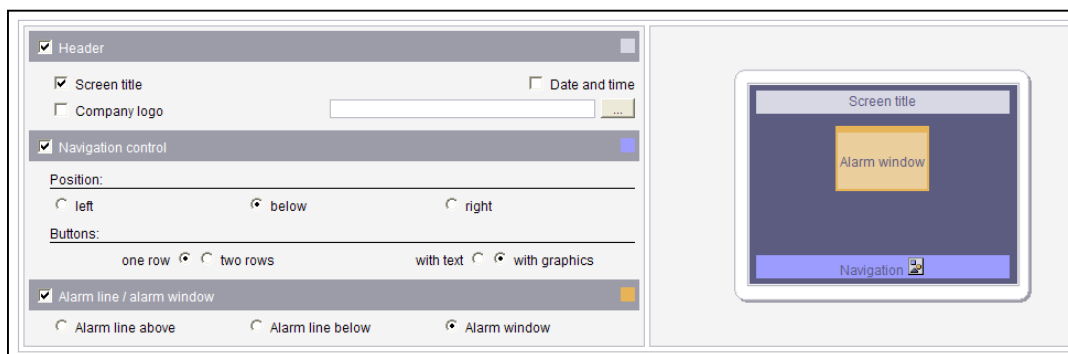 Header
Screen title Date and time
Company logo ...
Navigation control
Position:
left below right
Buttons:
one row two rows with text with graphics
Alarm line / alarm window
Alarm line above Alarm line below Alarm window
Screen title
Alarm window
Navigation